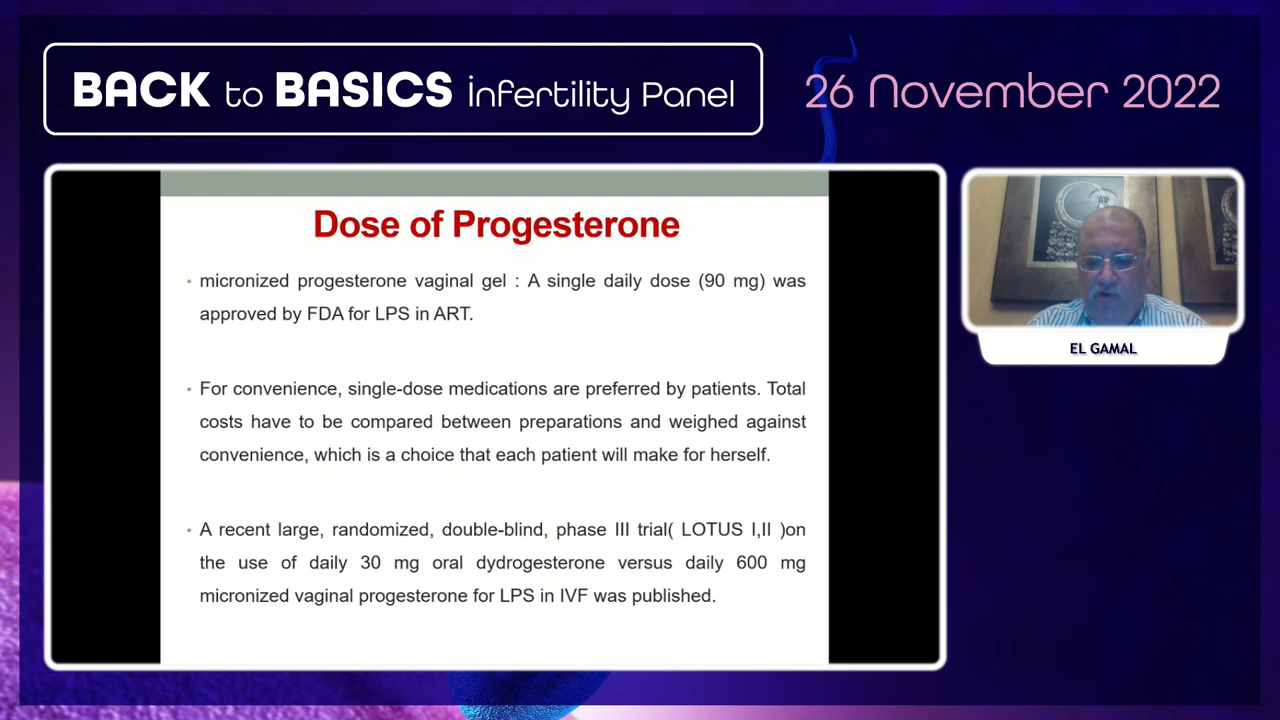 BACK to BASICS infertility Panel
26 November 2022
Dose of Progesterone
• micronized progesterone vaginal gel : A single daily dose (90 mg) was
approved by FDA for LPS in ART.
• For convenience, single-dose medications are preferred by patients. Total
costs have to be compared between preparations and weighed against
convenience, which is a choice that each patient will make for herself.
• A recent large, randomized, double-blind, phase III trial( LOTUS I,II )on
the use of daily 30 mg oral dydrogesterone versus daily 600 mg
micronized vaginal progesterone for LPS in IVF was published.
EL GAMAL